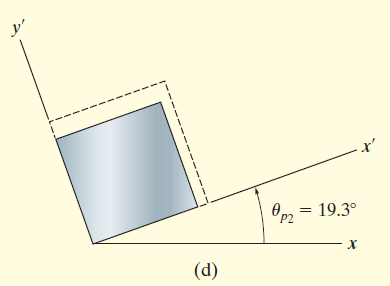 y′
x′
θp2 = 19.3°
x
(d)